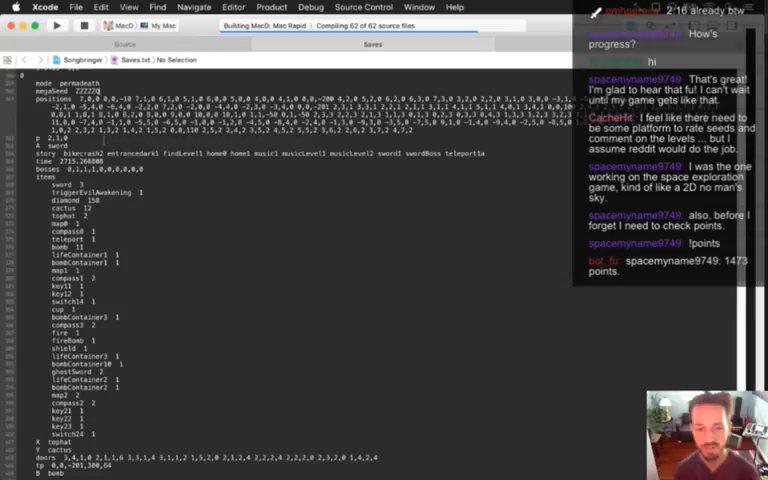 Xcode File Edit View Find Navigate Editor Product Debug Source Control Window
MacD My Mac
Building MacD: Mac Rapid Compiling 62 of 62 source files
Source
Saves
Songbringer Saves.txt No Selection
mode permadeath
megaSeed ZZZZZQ
positions
p 2,1,0
A sword
story bikecrash2 entrancedark1 findLevel1 home0 home1 music1 musicLevel1 musicLevel2 sword1 swordBoss teleport1a
time 2715.266808
bosses 0,1,1,0,0,0,0,0,0
items
sword 3
triggerEvilAwakening 1
diamond 158
cactus 12
tophat 2
map0 1
compass0 1
teleport 1
bomb 11
lifeContainer1 1
bombContainer1 1
map1 1
compass1 2
key11 1
key12 1
switch14 1
cup 1
bombContainer3 1
compass3 2
fire 1
fireBomb 1
shield 1
lifeContainer3 1
bombContainer10 1
ghostSword 2
lifeContainer2 1
bombContainer2 1
map2 1
compass2 2
key21 1
key22 1
key23 1
switch24 1
X tophat
Y cactus
doors 3,4,1,0 2,1,1,6 3,3,1,4 3,1,1,2 1,5,2,0 2,1,2,4 2,2,2,4 2,2,2,0 2,3,2,0 1,4,2,4
tp 0,0,-201,300,64
B bomb
2:16 already btw
spacemyname9749: How's
progress?
hi
spacemyname9749: That's great!
I'm glad to hear that fu! I can't wait
until my game gets like that.
CacheHit: I feel like there need to
be some platform to rate seeds and
comment on the levels ... but I
assume reddit would do the job.
spacemyname9749: I was the one
working on the space exploration
game, kind of like a 2D no man's
sky.
spacemyname9749: also, before I
forget I need to check points.
spacemyname9749: !points
bot_fu: spacemyname9749: 1473
points.